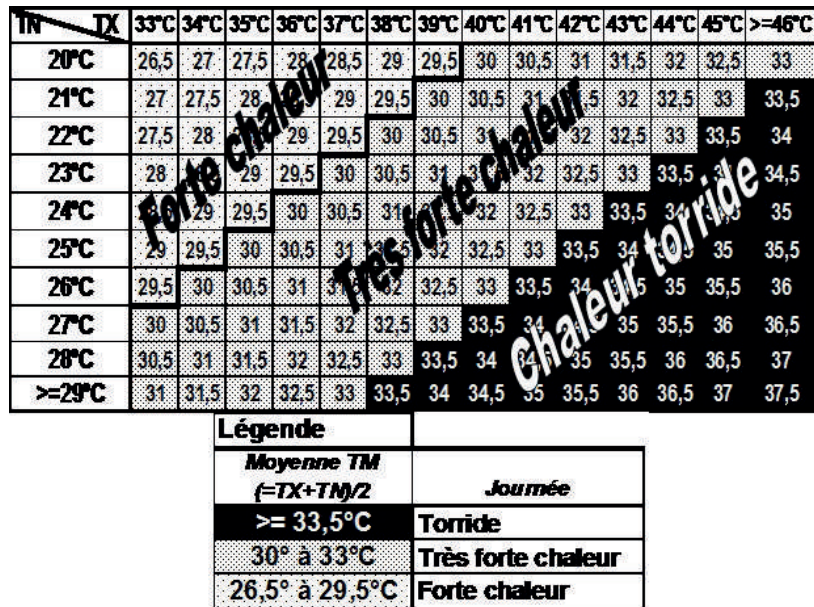 TN TX 33°C 34°C 35°C 36°C 37°C 38°C 39°C 40°C 41°C 42°C 43°C 44°C 45°C >=46°C
20°C 26,5 27 27,5 28 28,5 29 29,5 30 30,5 31 31,5 32 32,5 33
21°C 27 27,5 28 29 29,5 30 30,5 31 32 32,5 33 33,5
22°C 27,5 28 29 29,5 30 30,5 31 32 32,5 33 33,5 34
23°C 28 29 29,5 30 30,5 31 32 32,5 33 33,5 34,5
24°C 29 29,5 30 30,5 31 32 32,5 33 33,5 34 35
25°C 29 29,5 30 30,5 31 32 32,5 33 33,5 34 35 35,5
26°C 29,5 30 30,5 31 32 32,5 33 33,5 34 35 35,5 36
27°C 30 30,5 31 31,5 32 32,5 33 33,5 34 35 35,5 36 36,5
28°C 30,5 31 31,5 32 32,5 33 33,5 34 34,5 35 35,5 36 36,5 37
>=29°C 31 31,5 32 32,5 33 33,5 34 34,5 35 35,5 36 36,5 37 37,5
Forte chaleur
Très forte chaleur
Chaleur torride
Légende
Moyenne TM
(=TX+TN)/2 Journée
>= 33,5°C Torride
30° à 33°C Très forte chaleur
26,5° à 29,5°C Forte chaleur